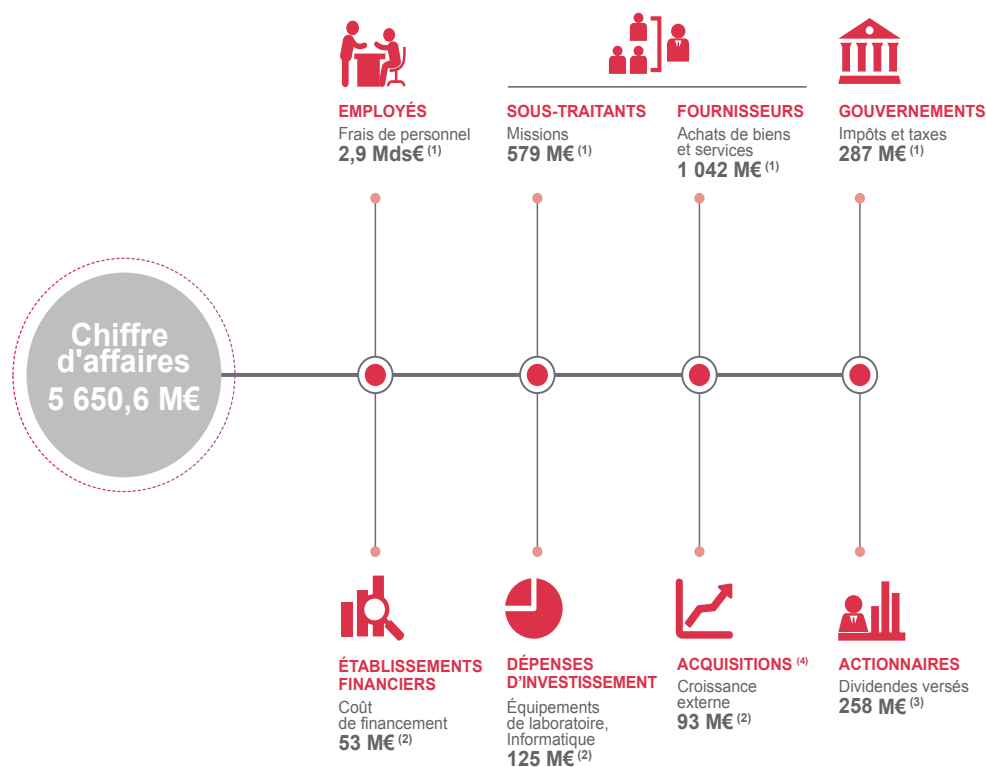 EMPLOYÉS
Frais de personnel
2,9 Mds€ (1)
SOUS-TRAITANTS
Missions
579 M€ (1)
FOURNISSEURS
Achats de biens
et services
1 042 M€ (1)
GOUVERNEMENTS
Impôts et taxes
287 M€ (1)
Chiffre
d'affaires
5 650,6 M€
ÉTABLISSEMENTS
FINANCIERS
Coût
de financement
53 M€ (2)
DÉPENSES
D'INVESTISSEMENT
Équipements
de laboratoire,
Informatique
125 M€ (2)
ACQUISITIONS (4)
Croissance
externe
93 M€ (2)
ACTIONNAIRES
Dividendes versés
258 M€ (3)